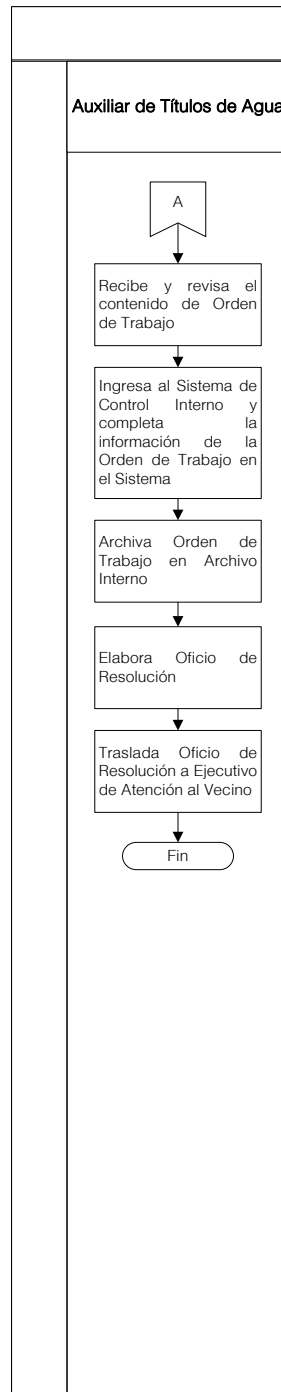 Auxiliar de Títulos de Agua
A
Recibe y revisa el
contenido de Orden
de Trabajo
Ingresa al Sistema de
Control Interno y
completa la
información de la
Orden de Trabajo en
el Sistema
Archiva Orden de
Trabajo en Archivo
Interno
Elabora Oficio de
Resolución
Traslada Oficio de
Resolución a Ejecutivo
de Atención al Vecino
Fin